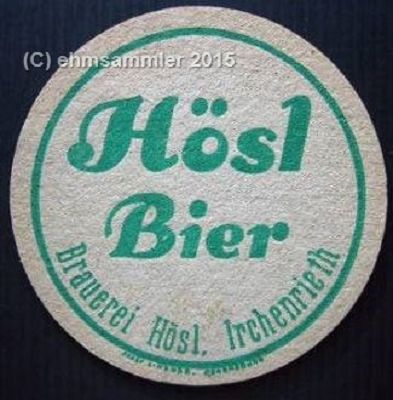 (C) ehmsammler 2015
Hösl
Bier
Brauerei Hösl. Irchenrieth